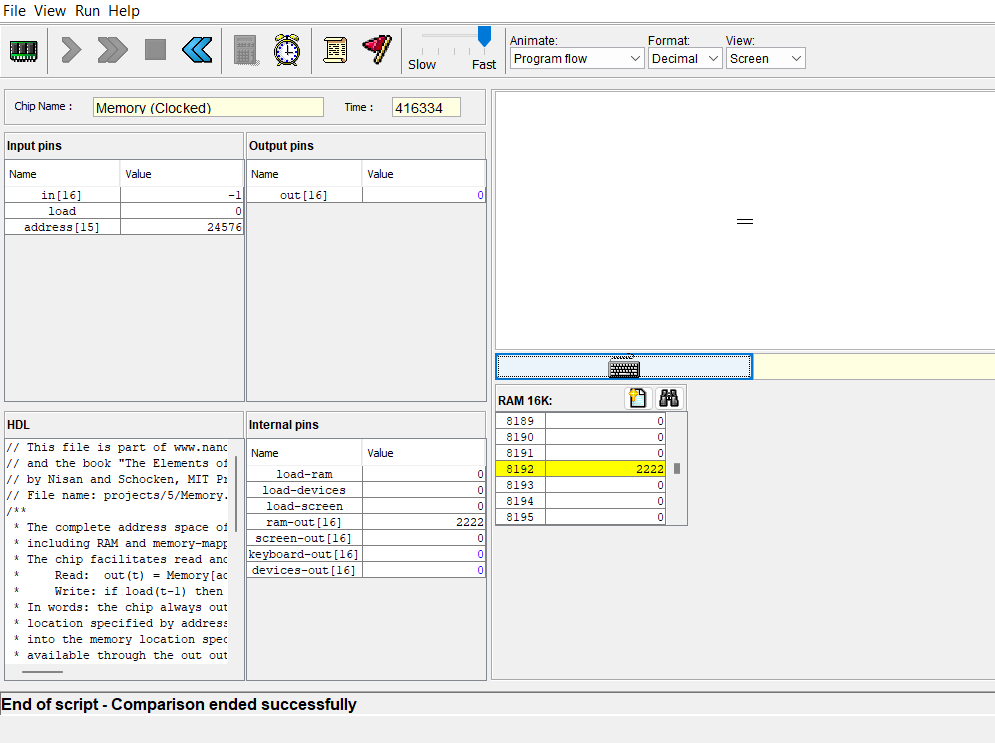 File View Run Help
Slow Fast
Animate: Format: View:
Program flow Decimal Screen
Chip Name : Memory (Clocked) Time : 416334
Input pins
Name Value
in[16] -1
load 0
address[15] 24576
Output pins
Name Value
out[16] 0
HDL
// This file is part of www.nand
// and the book "The Elements of
// by Nisan and Schocken, MIT Pr
// File name: projects/5/Memory.
/**
* The complete address space of
* including RAM and memory-mapp
* The chip facilitates read and
* Read: out(t) = Memory[ad
* Write: if load(t-1) then
* In words: the chip always out
* location specified by address
* into the memory location spec
* available through the out out
Internal pins
Name Value
load-ram 0
load-devices 0
load-screen 0
ram-out[16] 2222
screen-out[16] 0
keyboard-out[16] 0
devices-out[16] 0
RAM 16K:
8189 0
8190 0
8191 0
8192 2222
8193 0
8194 0
8195 0
End of script - Comparison ended successfully